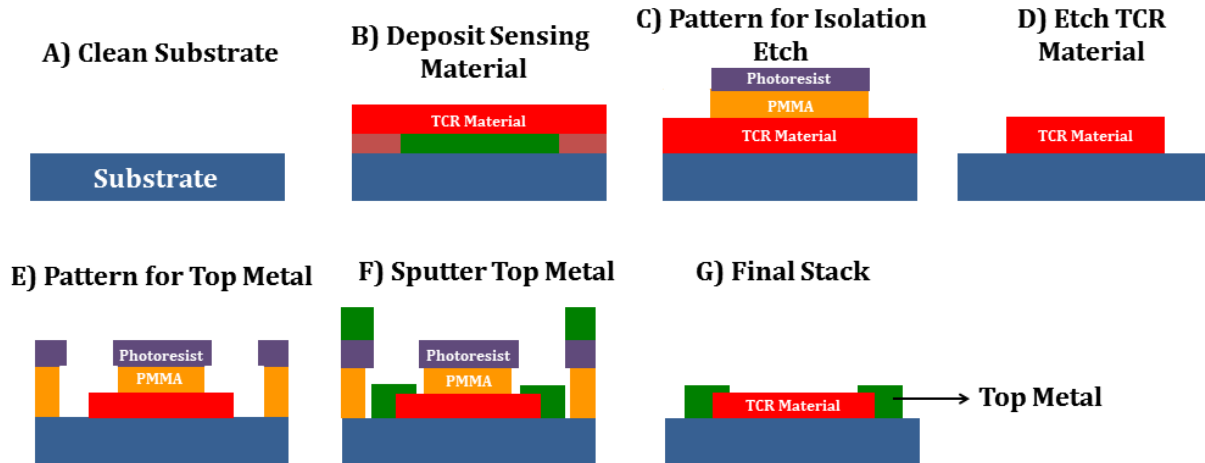 A) Clean Substrate
Substrate
B) Deposit Sensing
Material
TCR Material
C) Pattern for Isolation
Etch
Photoresist
PMMA
TCR Material
D) Etch TCR
Material
TCR Material
E) Pattern for Top Metal
Photoresist
PMMA
F) Sputter Top Metal
Photoresist
PMMA
G) Final Stack
TCR Material
Top Metal